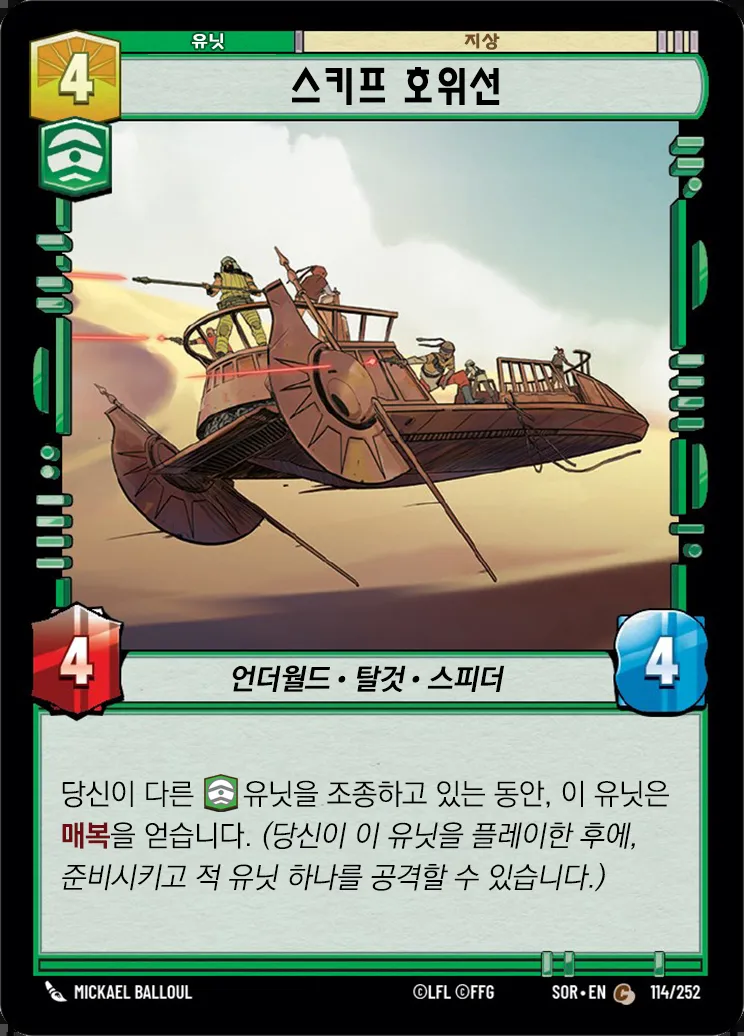 유닛
지상
4
스키프 호위선
4
언더월드 • 탈것 • 스피더
4
당신이 다른 유닛을 조종하고 있는 동안, 이 유닛은
매복을 얻습니다. (당신이 이 유닛을 플레이한 후에,
준비시키고 적 유닛 하나를 공격할 수 있습니다.)
MICKAEL BALLOUL
©LFL ©FFG
SOR • EN C 114/252